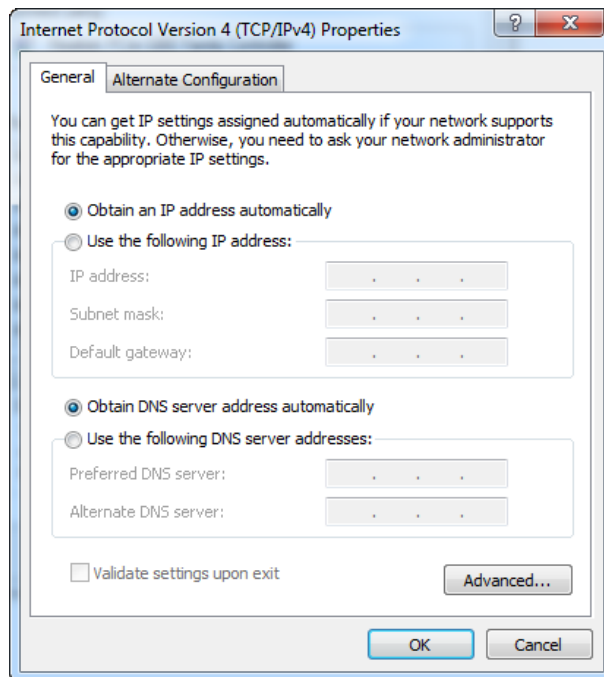 Internet Protocol Version 4 (TCP/IPv4) Properties
General
Alternate Configuration
You can get IP settings assigned automatically if your network supports
this capability. Otherwise, you need to ask your network administrator
for the appropriate IP settings.
Obtain an IP address automatically
Use the following IP address:
IP address:
Subnet mask:
Default gateway:
Obtain DNS server address automatically
Use the following DNS server addresses:
Preferred DNS server:
Alternate DNS server:
Validate settings upon exit
Advanced...
OK
Cancel